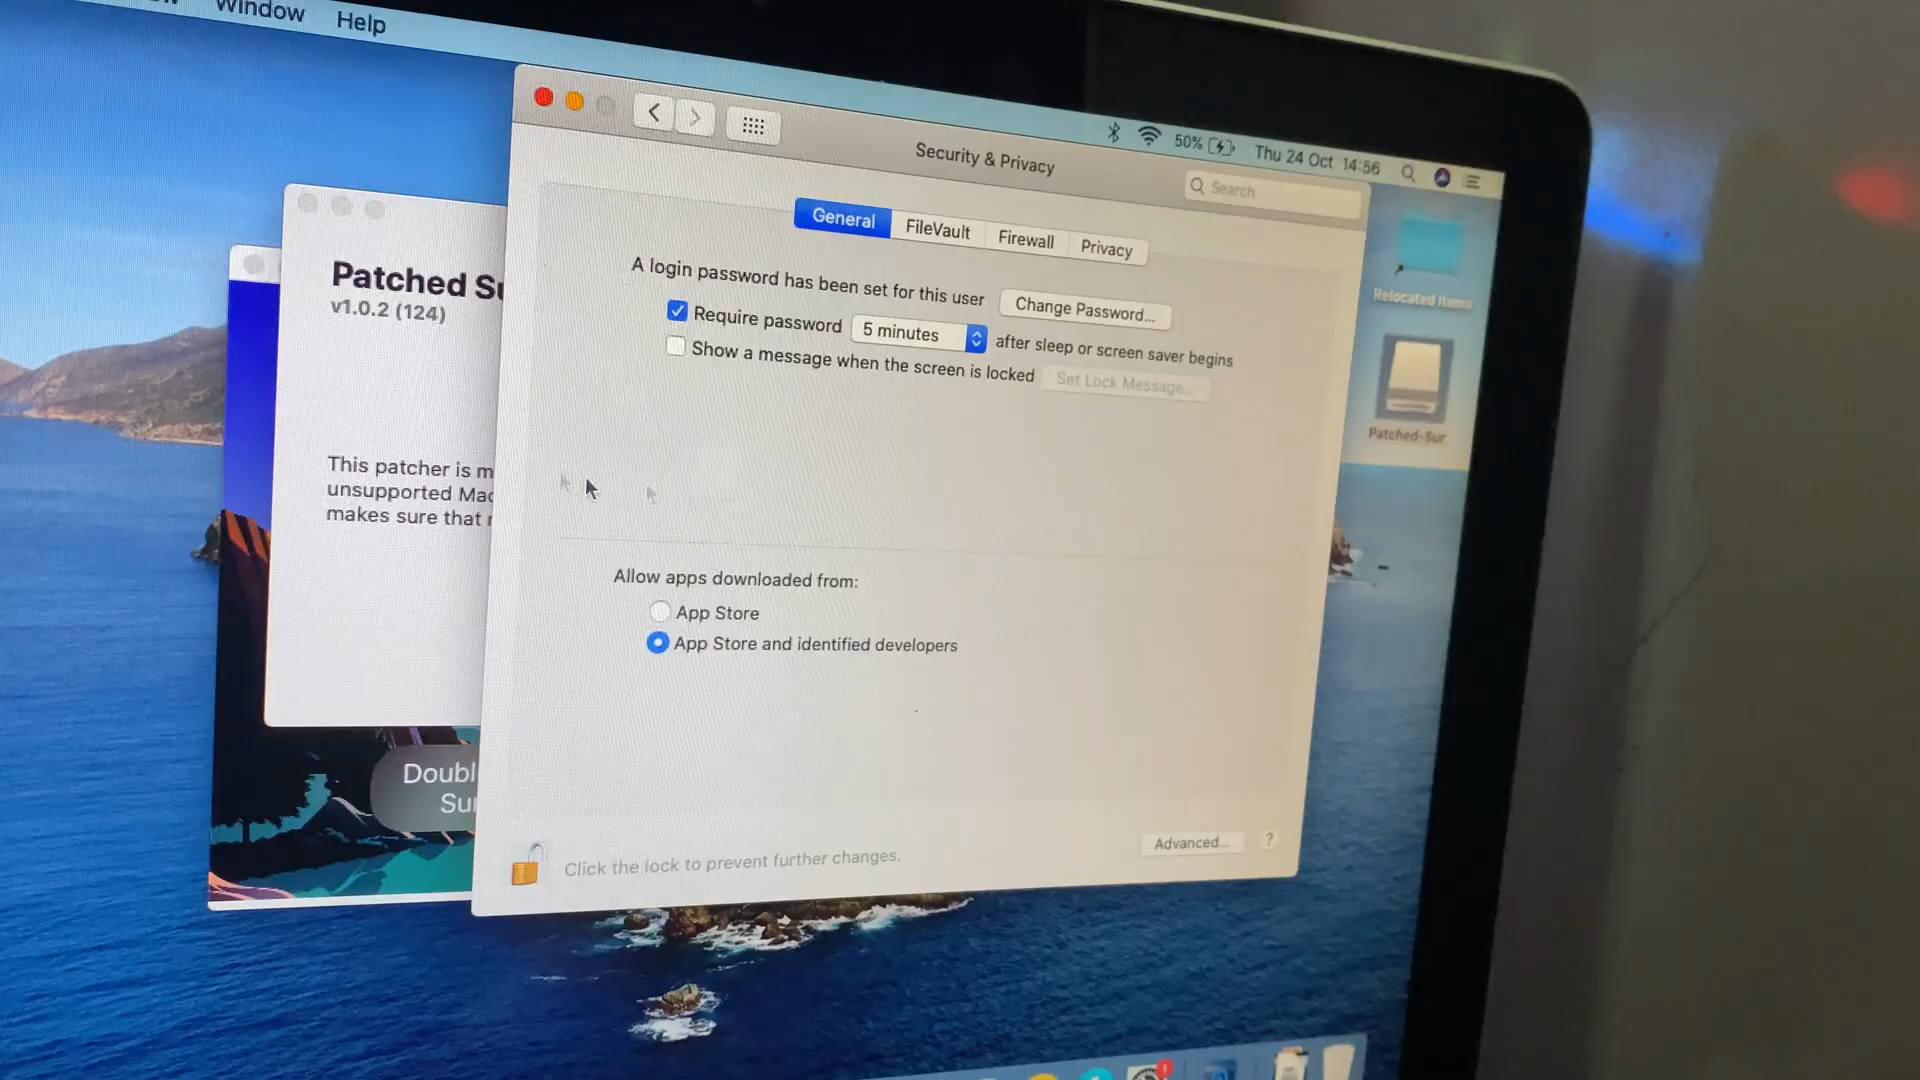 Window Help
50% Thu 24 Oct 14:56
Security & Privacy
Search
General FileVault Firewall Privacy
A login password has been set for this user Change Password...
Require password 5 minutes after sleep or screen saver begins
Show a message when the screen is locked Set Lock Message...
Allow apps downloaded from:
App Store
App Store and identified developers
Click the lock to prevent further changes.
Advanced... ?
Patched Su
v1.0.2 (124)
This patcher is m
unsupported Mac
makes sure that
Doubl
Sur
Relocated Items
Patched-Sur